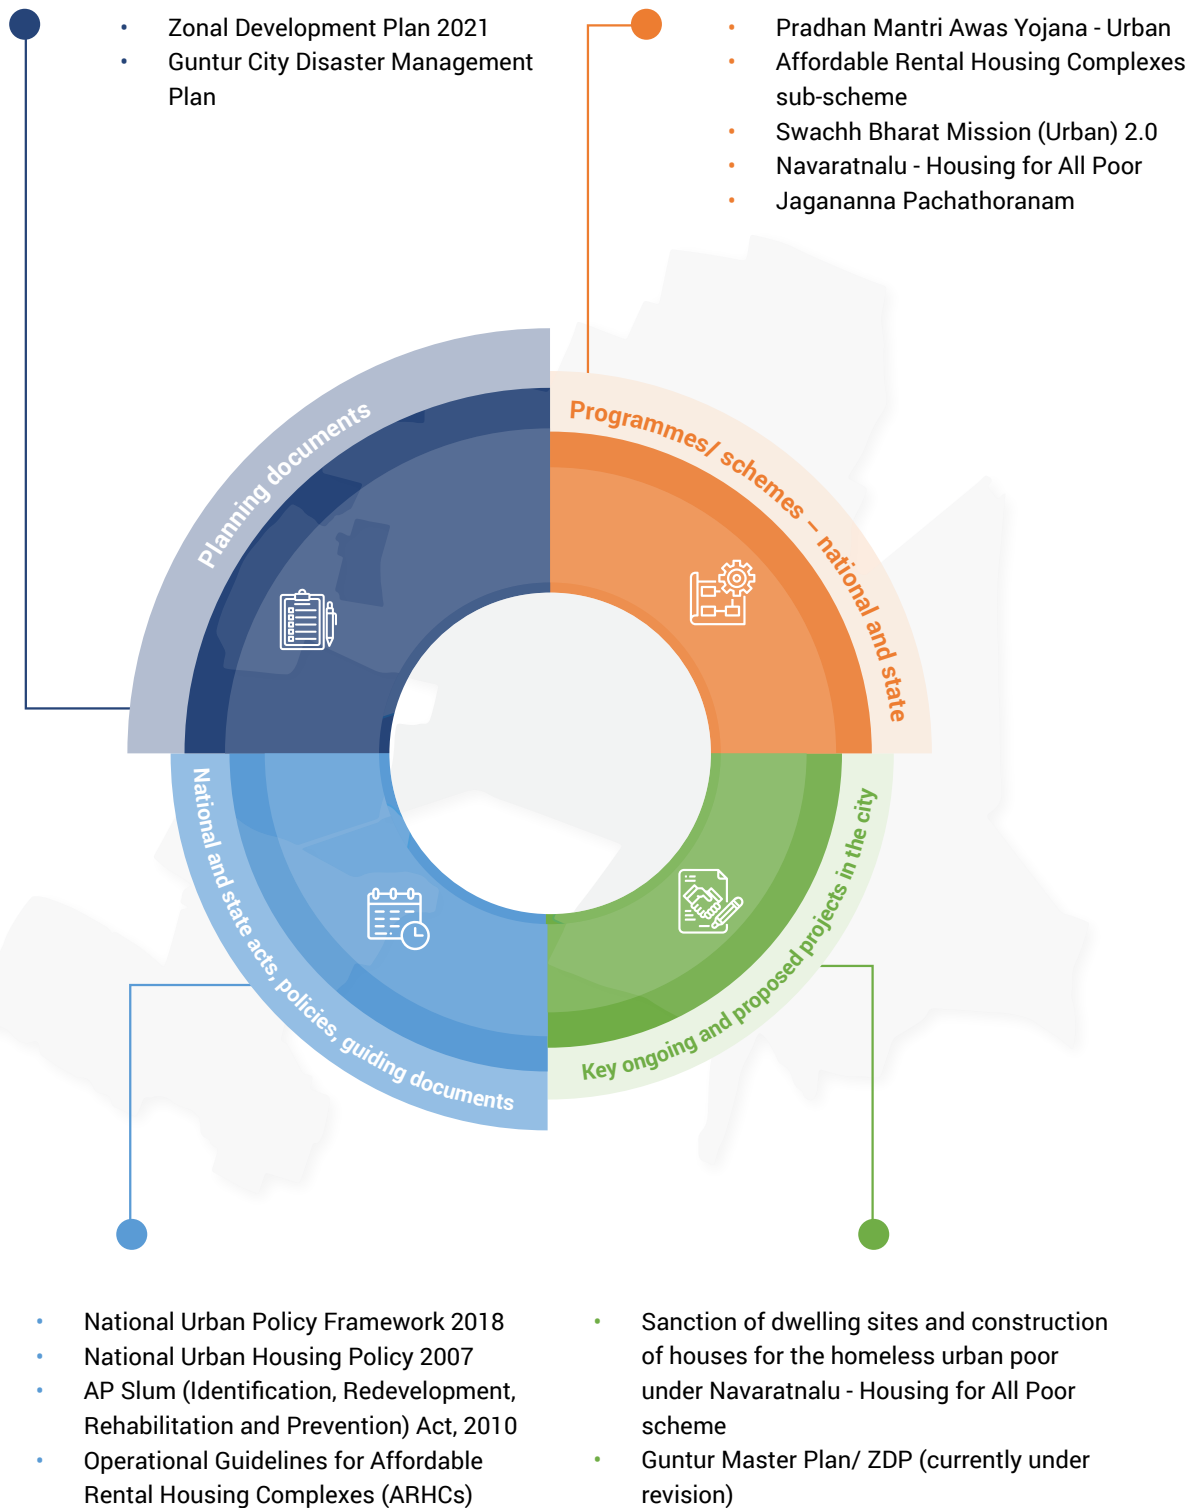 • Zonal Development Plan 2021
• Guntur City Disaster Management
Plan
• Pradhan Mantri Awas Yojana - Urban
• Affordable Rental Housing Complexes
sub-scheme
• Swachh Bharat Mission (Urban) 2.0
• Navaratnalu - Housing for All Poor
• Jagananna Pachathoranam
Planning documents
Programmes/ schemes – national and state
National and state acts, policies, guiding documents
Key ongoing and proposed projects in the city
• National Urban Policy Framework 2018
• National Urban Housing Policy 2007
• AP Slum (Identification, Redevelopment,
Rehabilitation and Prevention) Act, 2010
• Operational Guidelines for Affordable
Rental Housing Complexes (ARHCs)
• Sanction of dwelling sites and construction
of houses for the homeless urban poor
under Navaratnalu - Housing for All Poor
scheme
• Guntur Master Plan/ ZDP (currently under
revision)